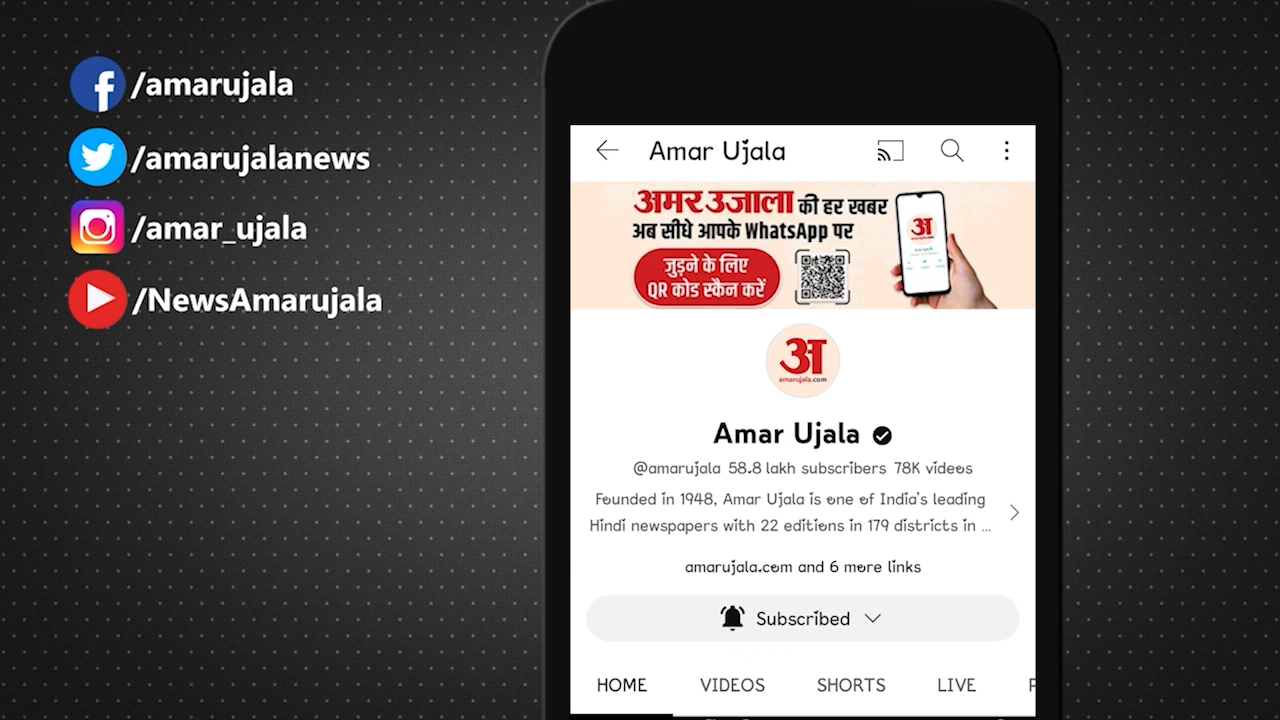 /amarujala
/amarujalanews
/amar_ujala
/NewsAmarujala
Amar Ujala
अमर उजाला की हर खबर
अब सीधे आपके WhatsApp पर
जुड़ने के लिए
QR कोड स्कैन करें
अ
अ
amarujala.com
Amar Ujala
@amarujala 58.8 lakh subscribers 78K videos
Founded in 1948, Amar Ujala is one of India's leading
Hindi newspapers with 22 editions in 179 districts in ...
amarujala.com and 6 more links
Subscribed
HOME VIDEOS SHORTS LIVE